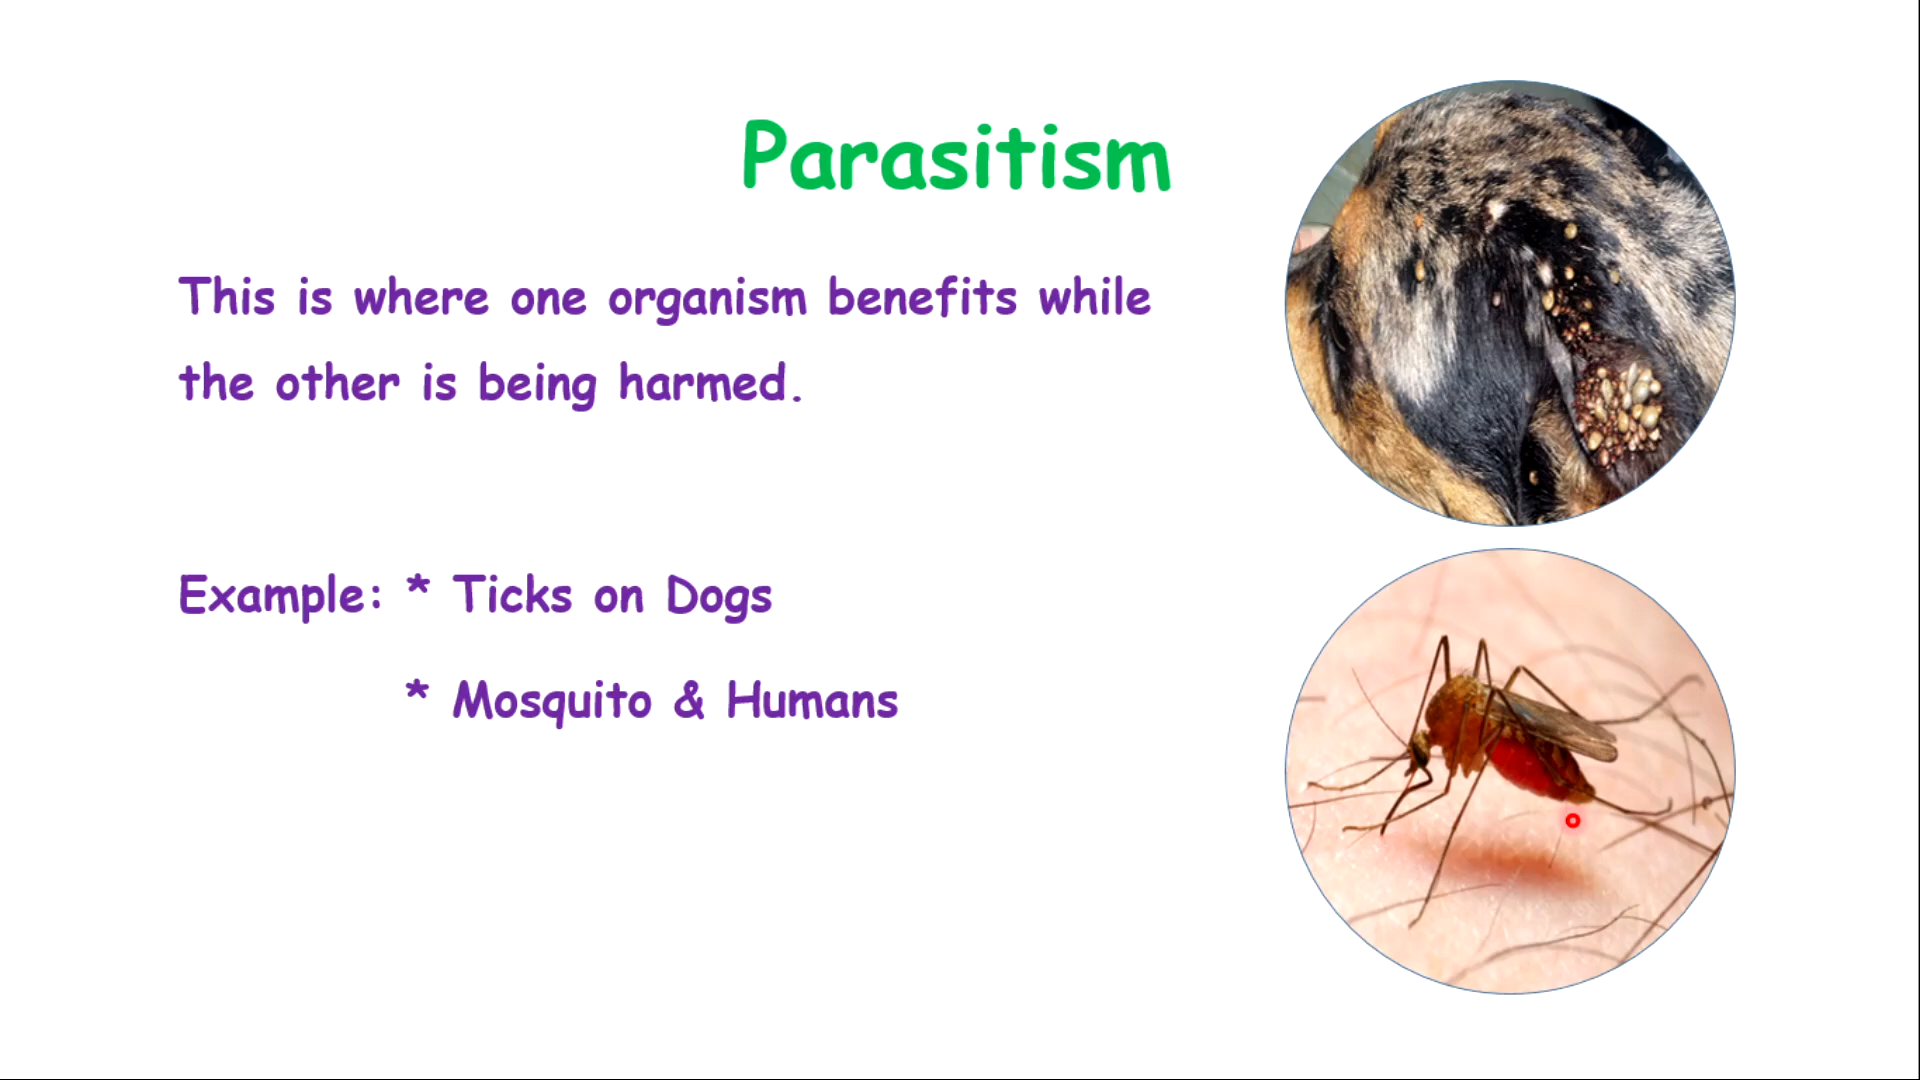 Parasitism
This is where one organism benefits while
the other is being harmed.
Example: * Ticks on Dogs
* Mosquito & Humans